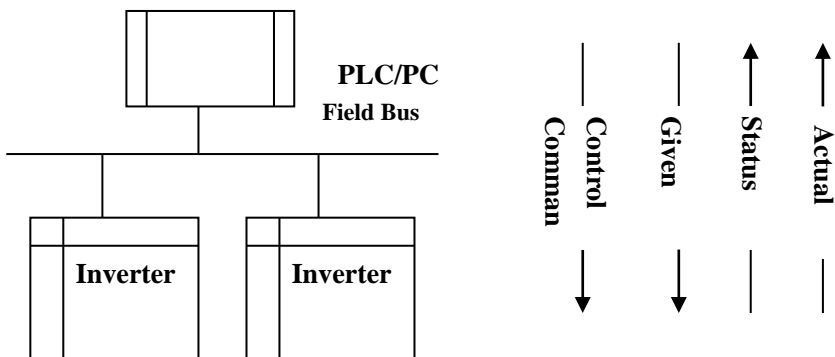 PLC/PC
Field Bus
Inverter
Inverter
Control
Comman
Given
Status
Actual